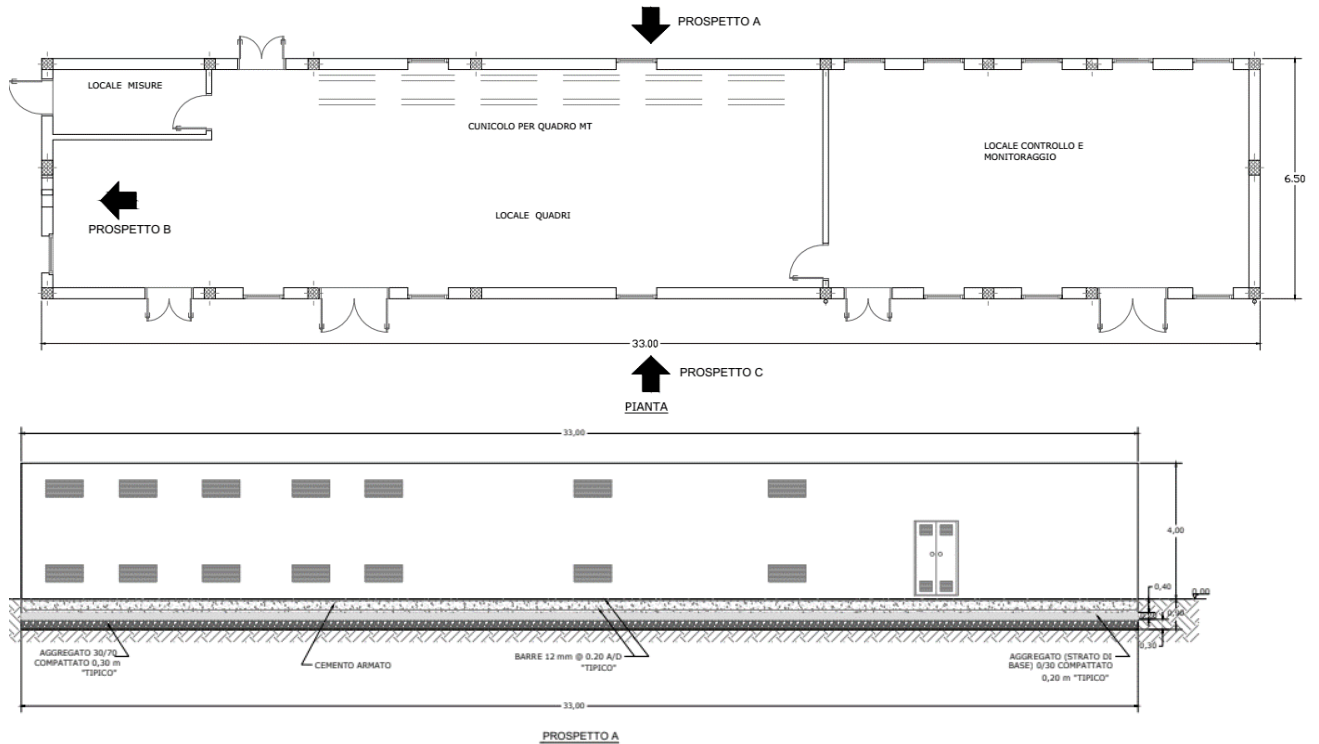 PROSPETTO A
LOCALE MISURE
CUNICOLO PER QUADRO MT
LOCALE CONTROLLO E
MONITORAGGIO
6.50
PROSPETTO B
LOCALE QUADRI
33.00
PROSPETTO C
PIANTA
33,00
4,00
0,40
0,00
0,30
AGGREGATO 30/70
COMPATTATO 0,30 m
"TIPICO"
CEMENTO ARMATO
BARRE 12 mm @ 0.20 A/D
"TIPICO"
AGGREGATO (STRATO DI
BASE) 0/30 COMPATTATO
0,20 m "TIPICO"
33,00
PROSPETTO A